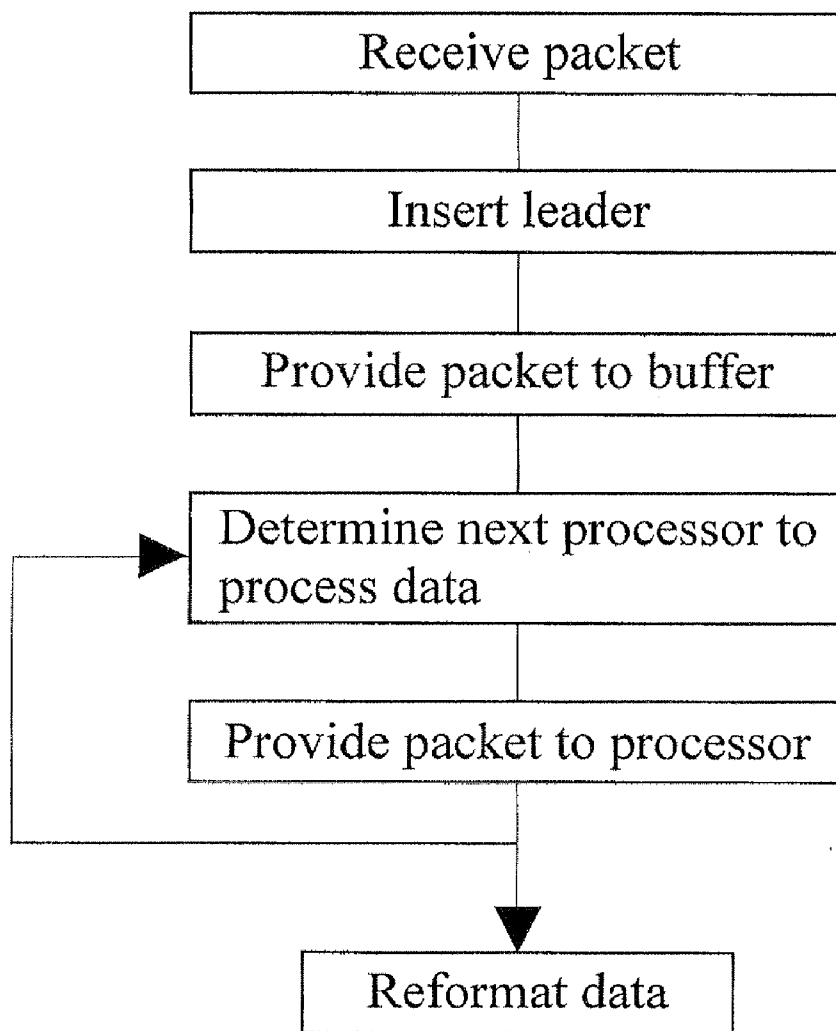 Receive packet
Insert leader
Provide packet to buffer
Determine next processor to
process data
Provide packet to processor
Reformat data